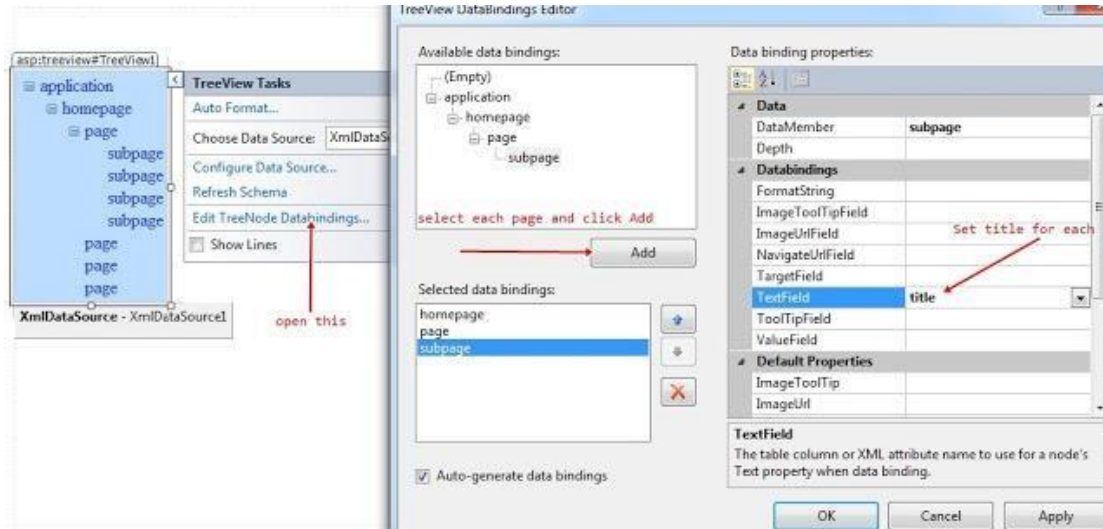 TreeView DataBindings Editor
asp:treeview#TreeView1
application
homepage
page
subpage
subpage
subpage
subpage
page
page
page
XmlDataSource - XmlDataSource1
TreeView Tasks
Auto Format...
Choose Data Source: XmlDataSo
Configure Data Source...
Refresh Schema
Edit TreeNode Databindings...
Show Lines
open this
Available data bindings:
(Empty)
application
homepage
page
subpage
select each page and click Add
Add
Selected data bindings:
homepage
page
subpage
Auto-generate data bindings
Data binding properties:
Data
DataMember subpage
Depth
Databindings
FormatString
ImageToolTipField
ImageUrlField
Set title for each
NavigateUrlField
TargetField
TextField title
ToolTipField
ValueField
Default Properties
ImageToolTip
ImageUrl
TextField
The table column or XML attribute name to use for a node's
Text property when data binding.
OK Cancel Apply